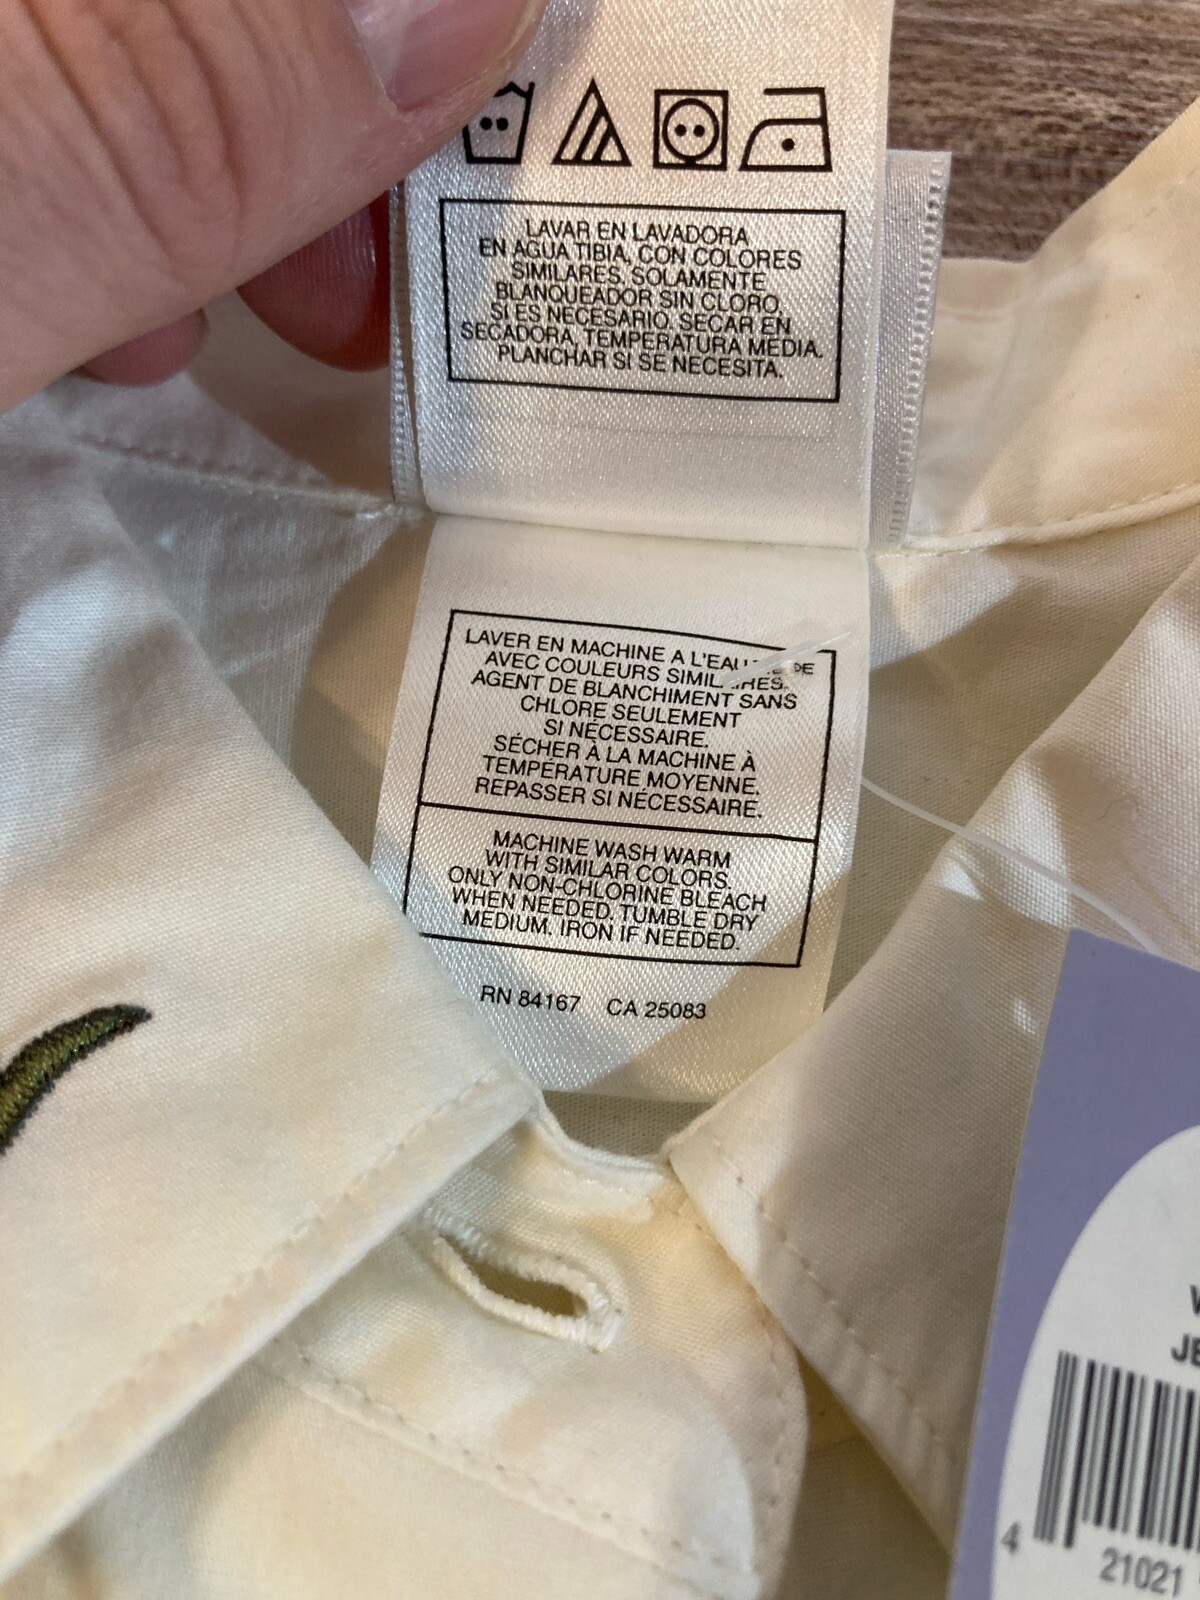 LAVAR EN LAVADORA
EN AGUA TIBIA, CON COLORES
SIMILARES. SOLAMENTE
BLANQUEADOR SIN CLORO,
SI ES NECESARIO. SECAR EN
SECADORA, TEMPERATURA MEDIA.
PLANCHAR SI SE NECESITA.
LAVER EN MACHINE A L'EAU DE
AVEC COULEURS SIMILAIRES.
AGENT DE BLANCHIMENT SANS
CHLORE SEULEMENT
SI NÉCESSAIRE.
SÉCHER À LA MACHINE À
TEMPÉRATURE MOYENNE.
REPASSER SI NÉCESSAIRE.
MACHINE WASH WARM
WITH SIMILAR COLORS.
ONLY NON-CHLORINE BLEACH
WHEN NEEDED. TUMBLE DRY
MEDIUM. IRON IF NEEDED.
RN 84167 CA 25083
4 21021